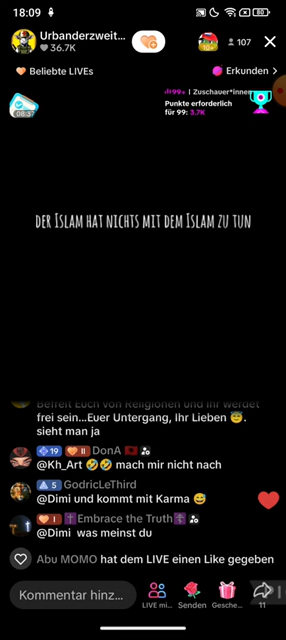 18:09
80
Urbanderzweit...
36.7K
107
Beliebte LIVEs
Erkunden >
99+ | Zuschauer*innen
Punkte erforderlich
für 99: 3.7K
08:37
der Islam hat nichts mit dem Islam zu tun
Befreit Euch von Religionen und ihr werdet
frei sein...Euer Untergang, Ihr Lieben 😇.
sieht man ja
19 II DonA
@Kh_Art 🤣🤣 mach mir nicht nach
5 GodricLeThird
@Dimi und kommt mit Karma 😅
I ✝️Embrace the Truth☦️
@Dimi was meinst du
Abu MOMO hat dem LIVE einen Like gegeben
Kommentar hinz...
LIVE mi...
Senden
Gesche...
11